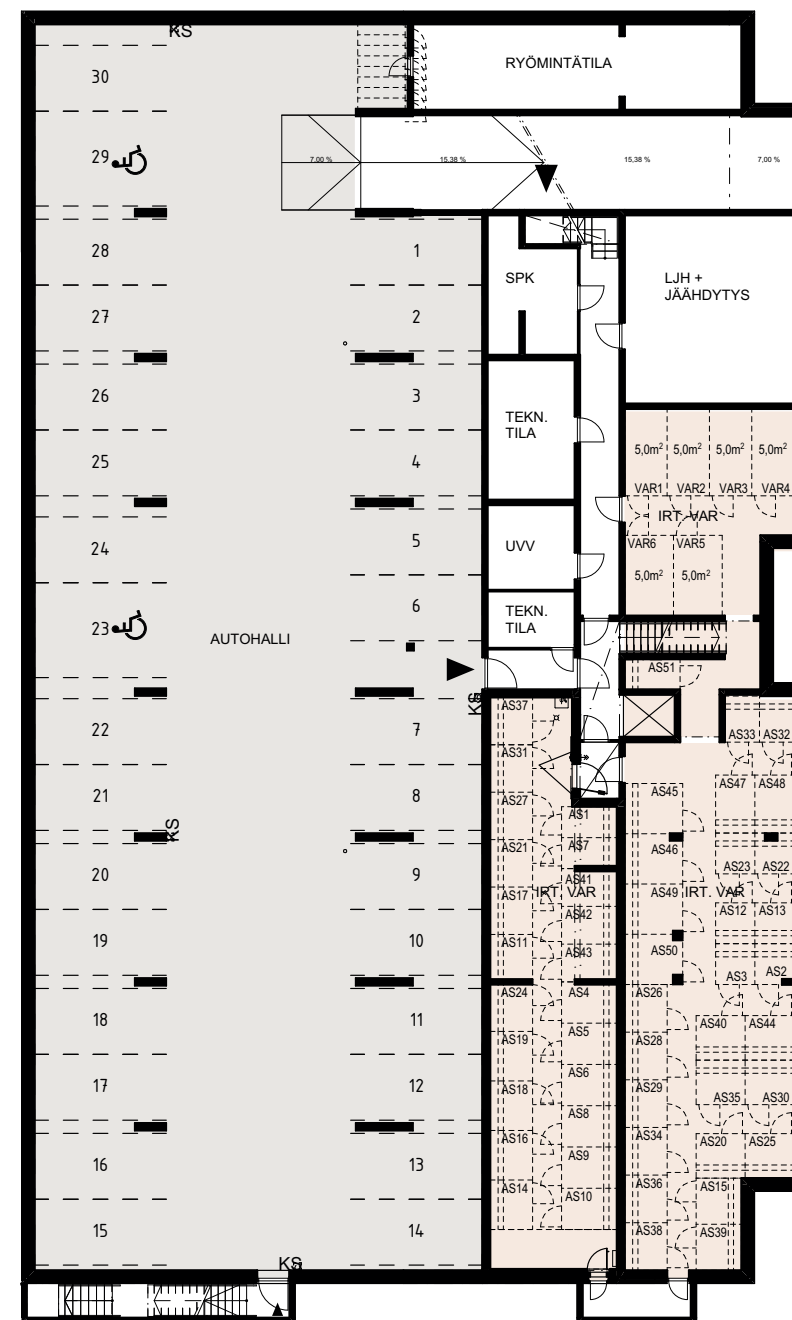 KS
RYÖMINTÄTILA
30
29
7,00 %
15,38 %
15,38 %
7,00 %
28
1
SPK
LJH +
JÄÄHDYTYS
27
2
26
3
TEKN.
TILA
25
4
5,0m²
5,0m²
5,0m²
5,0m²
VAR1
VAR2
VAR3
VAR4
IRT. VAR
24
5
UVV
VAR6
VAR5
5,0m²
5,0m²
6
TEKN.
TILA
23
AUTOHALLI
AS51
KS
AS37
22
7
AS33
AS32
AS31
21
8
AS27
AS45
AS47
AS48
AS1
KS
AS21
AS7
AS46
20
9
AS41
AS23
AS22
AS17
IRT. VAR
AS49
IRT. VAR
AS42
AS12
AS13
19
10
AS11
AS43
AS50
AS3
AS2
AS24
AS4
AS26
18
11
AS40
AS44
AS19
AS5
AS28
17
12
AS18
AS6
AS29
AS35
AS30
AS8
16
13
AS16
AS34
AS20
AS25
AS9
AS14
AS10
AS36
AS15
15
14
AS38
AS39
KS